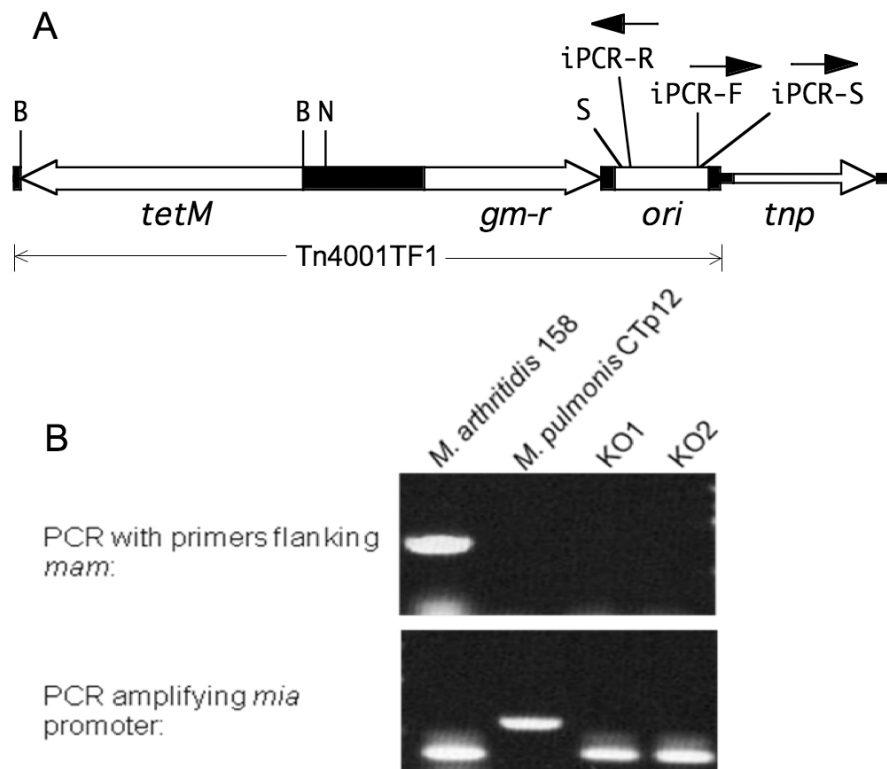 A
iPCR-R
iPCR-F
iPCR-S
B
B N
S
tetM
gm-r
ori
tnp
Tn4001TF1
B
M. arthritidis 158
M. pulmonis CTp12
KO1
KO2
PCR with primers flanking
mam:
PCR amplifying mia
promoter: